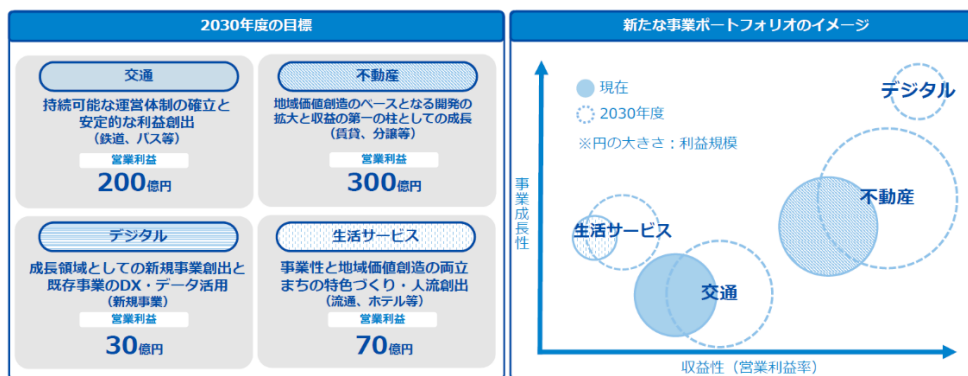 2030年度の目標
交通
持続可能な運営体制の確立と
安定的な利益創出
(鉄道、バス等)
営業利益
200億円
不動産
地域価値創造のベースとなる開発の
拡大と収益の第一の柱としての成長
(賃貸、分譲等)
営業利益
300億円
デジタル
成長領域としての新規事業創出と
既存事業のDX・データ活用
(新規事業)
営業利益
30億円
生活サービス
事業性と地域価値創造の両立
まちの特色づくり・人流創出
(流通、ホテル等)
営業利益
70億円
新たな事業ポートフォリオのイメージ
現在
2030年度
※円の大きさ：利益規模
デジタル
不動産
生活サービス
交通
事業成長性
収益性（営業利益率）